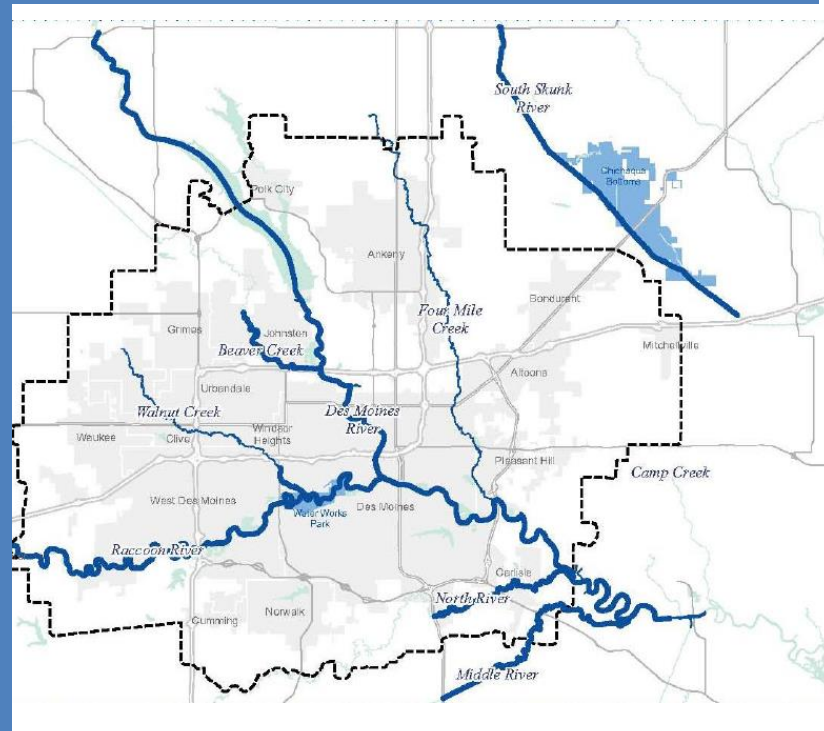 South Skunk
River
Chichaqua
Bottoms
Polk City
Ankeny
Bondurant
Four Mile
Creek
Grimes
Johnston
Beaver Creek
Mitchellville
Altoona
Urbandale
Walnut Creek
Des Moines
River
Windsor
Heights
Waukee
Clive
Pleasant Hill
Camp Creek
West Des Moines
Water Works
Park
Des Moines
Raccoon River
Carlisle
North River
Norwalk
Cumming
Middle River